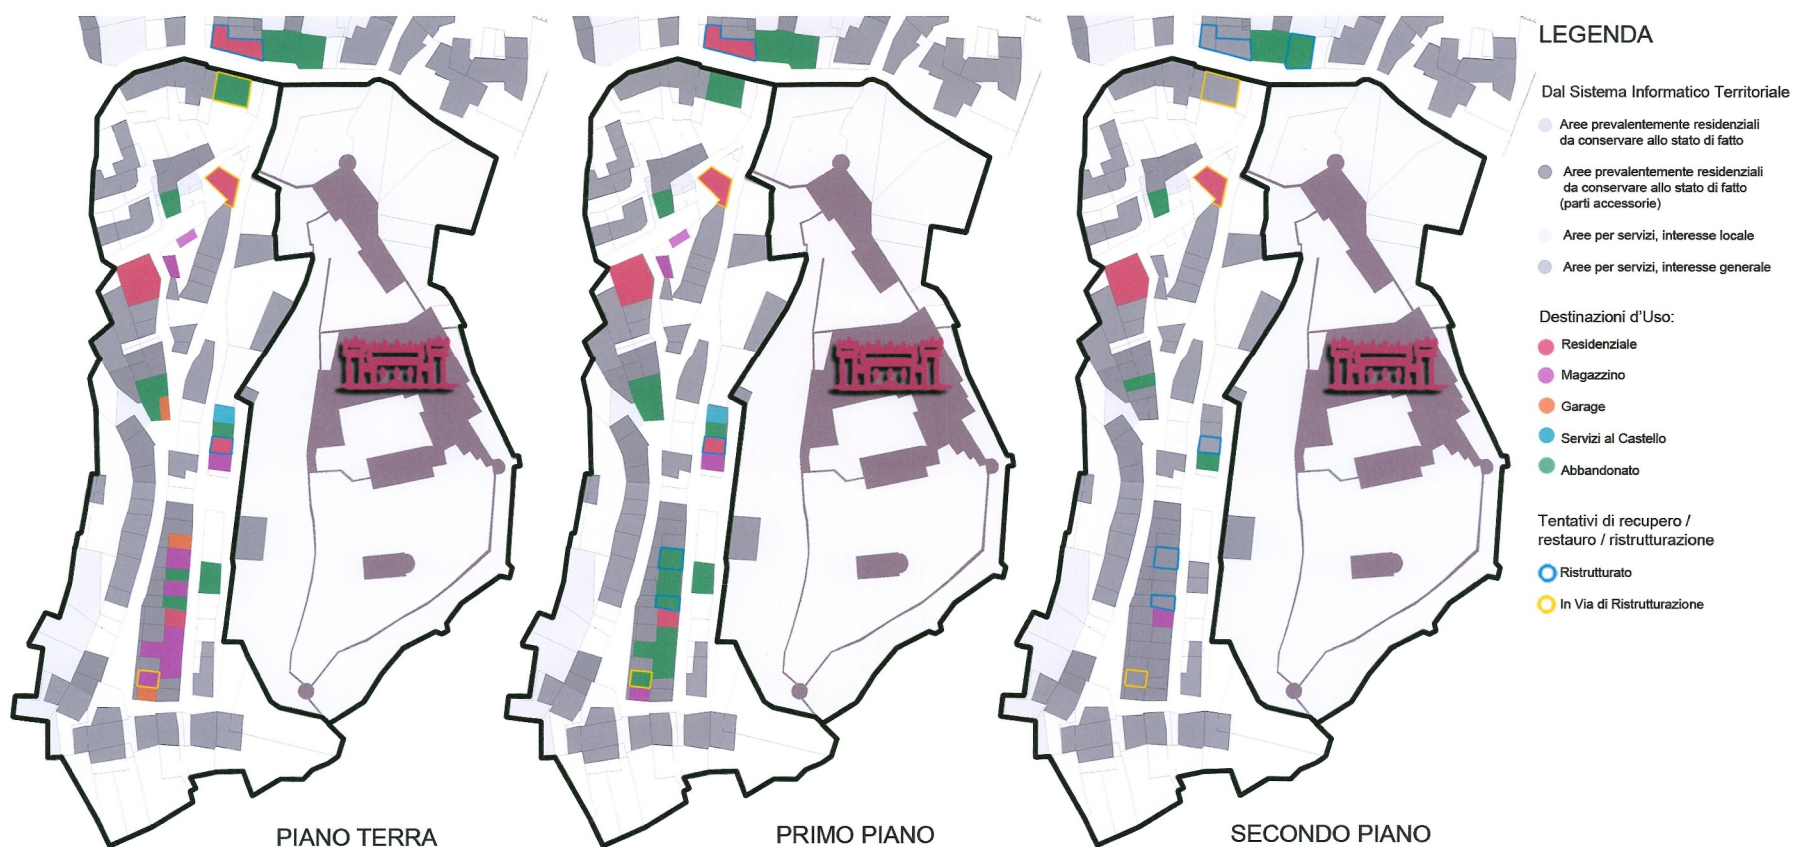 LEGENDA
Dal Sistema Informatico Territoriale
Aree prevalentemente residenziali
da conservare allo stato di fatto
Aree prevalentemente residenziali
da conservare allo stato di fatto
(parti accessorie)
Aree per servizi, interesse locale
Aree per servizi, interesse generale
Destinazioni d'Uso:
Residenziale
Magazzino
Garage
Servizi al Castello
Abbandonato
Tentativi di recupero /
restauro / ristrutturazione
Ristrutturato
In Via di Ristrutturazione
PIANO TERRA
PRIMO PIANO
SECONDO PIANO